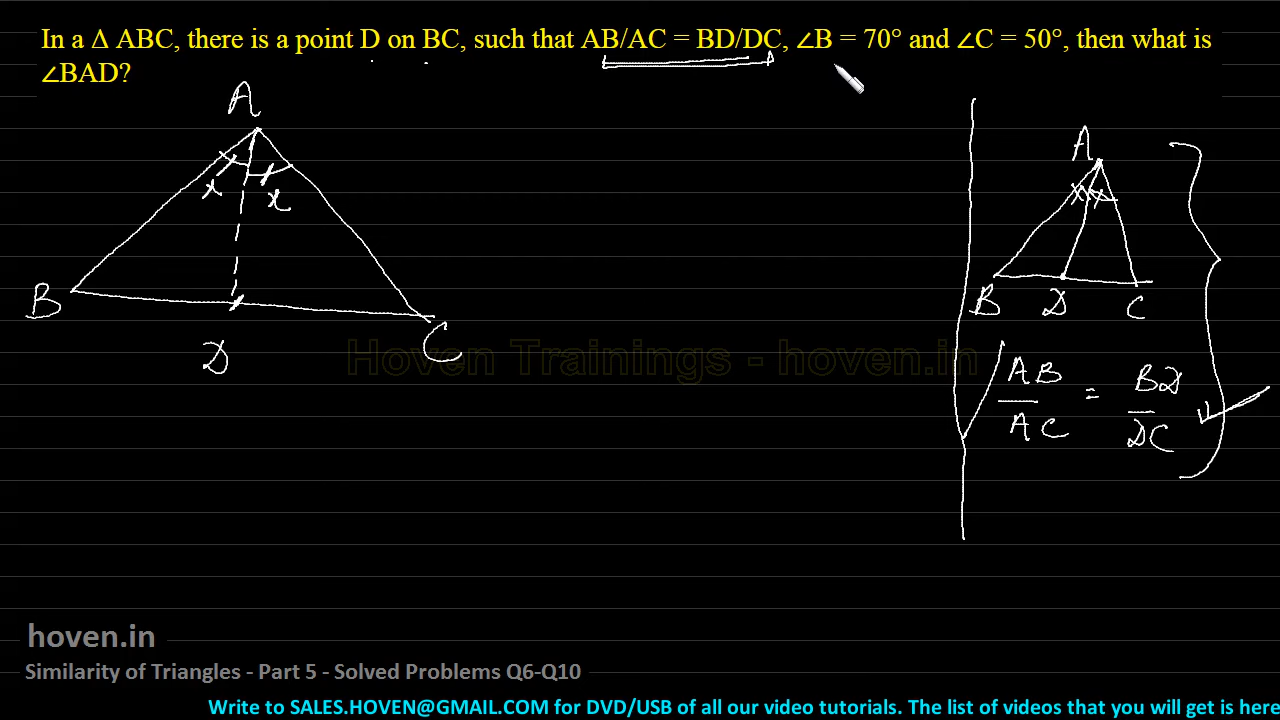 In a Δ ABC, there is a point D on BC, such that AB/AC = BD/DC, ∠B = 70° and ∠C = 50°, then what is
∠BAD?
A
x
x
B
D
C
A
x x
B D C
AB/AC = BD/DC
Hoven Trainings - hoven.in
hoven.in
Similarity of Triangles - Part 5 - Solved Problems Q6-Q10
Write to SALES.HOVEN@GMAIL.COM for DVD/USB of all our video tutorials. The list of videos that you will get is here